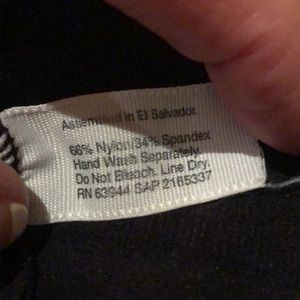 Assembled in El Salvador.
66% Nylon/34% Spandex
Hand Wash Separately.
Do Not Bleach. Line Dry.
RN 63944 SAP 2165337